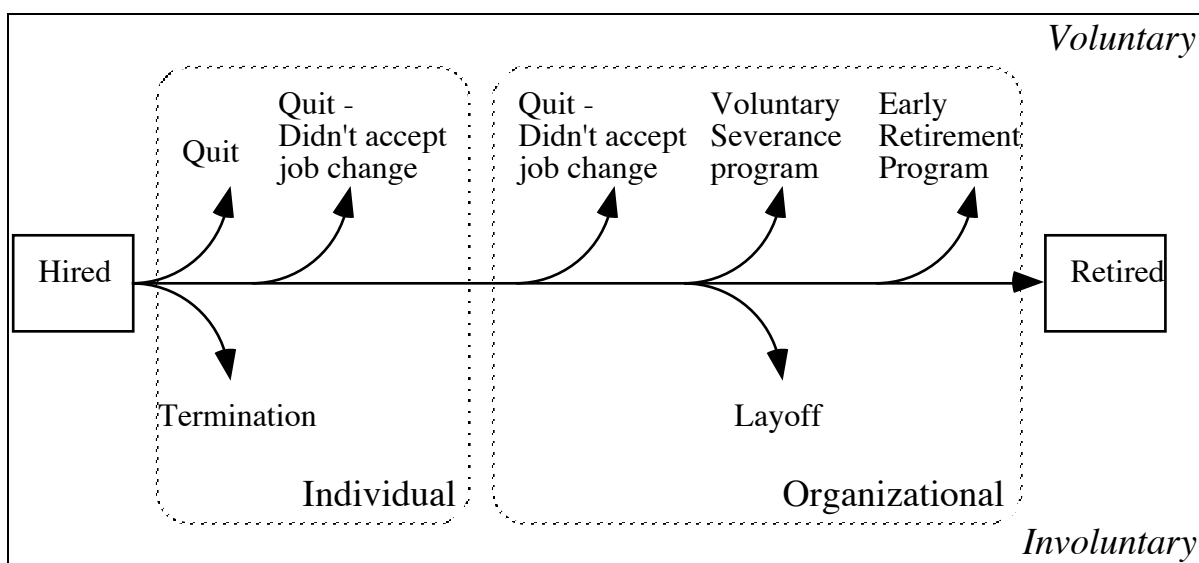 Voluntary
Quit
Quit -
Didn't accept
job change
Quit -
Didn't accept
job change
Voluntary
Severance
program
Early
Retirement
Program
Hired
Retired
Termination
Layoff
Individual
Organizational
Involuntary